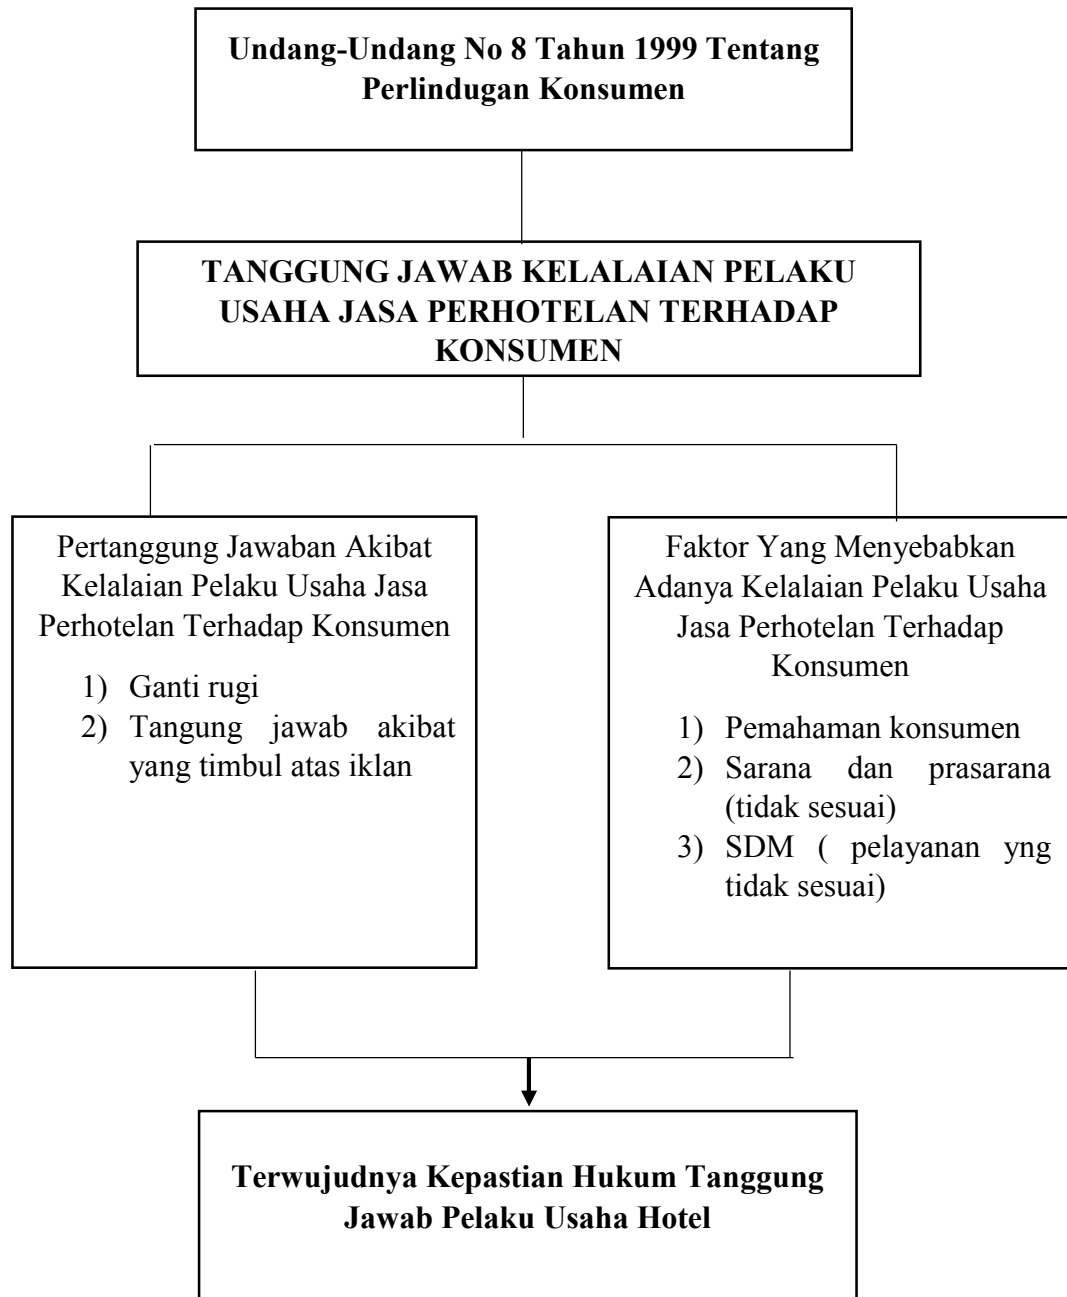 Undang-Undang No 8 Tahun 1999 Tentang
Perlindugan Konsumen
TANGGUNG JAWAB KELALAIAN PELAKU
USAHA JASA PERHOTELAN TERHADAP
KONSUMEN
Pertanggung Jawaban Akibat
Kelalaian Pelaku Usaha Jasa
Perhotelan Terhadap Konsumen
1) Ganti rugi
2) Tangung jawab akibat
yang timbul atas iklan
Faktor Yang Menyebabkan
Adanya Kelalaian Pelaku Usaha
Jasa Perhotelan Terhadap
Konsumen
1) Pemahaman konsumen
2) Sarana dan prasarana
(tidak sesuai)
3) SDM ( pelayanan yng
tidak sesuai)
Terwujudnya Kepastian Hukum Tanggung
Jawab Pelaku Usaha Hotel